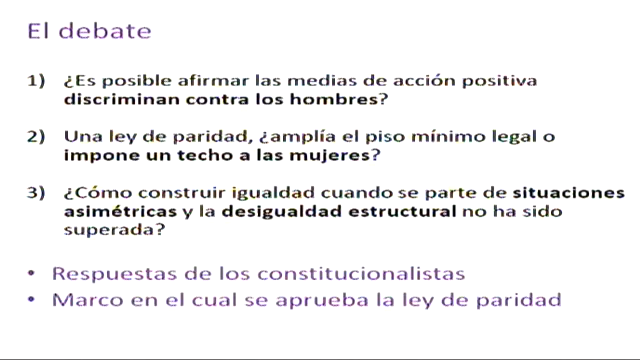 El debate
1) ¿Es posible afirmar las medias de acción positiva
discriminan contra los hombres?
2) Una ley de paridad, ¿amplía el piso mínimo legal o
impone un techo a las mujeres?
3) ¿Cómo construir igualdad cuando se parte de situaciones
asimétricas y la desigualdad estructural no ha sido
superada?
• Respuestas de los constitucionalistas
• Marco en el cual se aprueba la ley de paridad